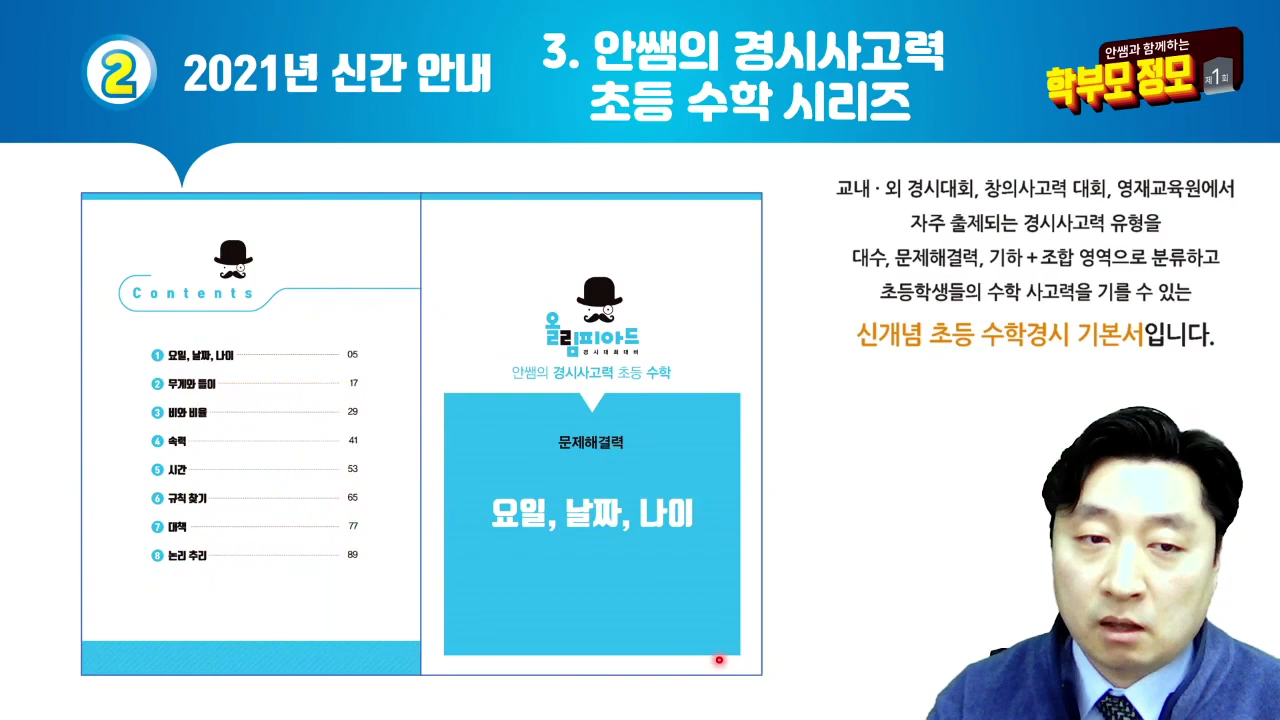 2
2021년 신간 안내
3. 안쌤의 경시사고력
초등 수학 시리즈
안쌤과 함께하는
학부모 정모
제1회
교내 · 외 경시대회, 창의사고력 대회, 영재교육원에서
자주 출제되는 경시사고력 유형을
대수, 문제해결력, 기하 + 조합 영역으로 분류하고
초등학생들의 수학 사고력을 기를 수 있는
신개념 초등 수학경시 기본서입니다.
Contents
1 요일, 날짜, 나이 05
2 무게와 들이 17
3 비와 비율 29
4 속력 41
5 시간 53
6 규칙 찾기 65
7 대책 77
8 논리 추리 89
올림피아드
경시대회대비
안쌤의 경시사고력 초등 수학
문제해결력
요일, 날짜, 나이